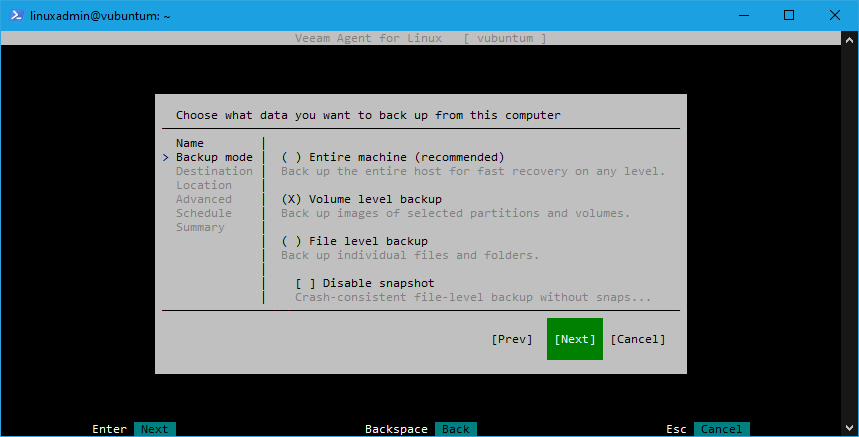 linuxadmin@vubuntum: ~
Veeam Agent for Linux [ vubuntum ]
Choose what data you want to back up from this computer
Name
> Backup mode
Destination
Location
Advanced
Schedule
Summary
( ) Entire machine (recommended)
Back up the entire host for fast recovery on any level.
(X) Volume level backup
Back up images of selected partitions and volumes.
( ) File level backup
Back up individual files and folders.
[ ] Disable snapshot
Crash-consistent file-level backup without snaps...
[Prev] [Next] [Cancel]
Enter Next Backspace Back Esc Cancel